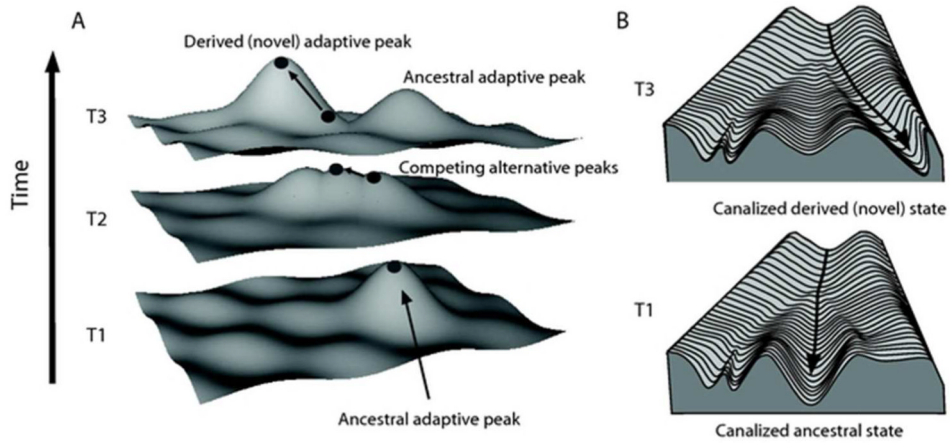 A
Derived (novel) adaptive peak
Ancestral adaptive peak
T3
Competing alternative peaks
T2
Time
T1
Ancestral adaptive peak
B
T3
Canalized derived (novel) state
T1
Canalized ancestral state